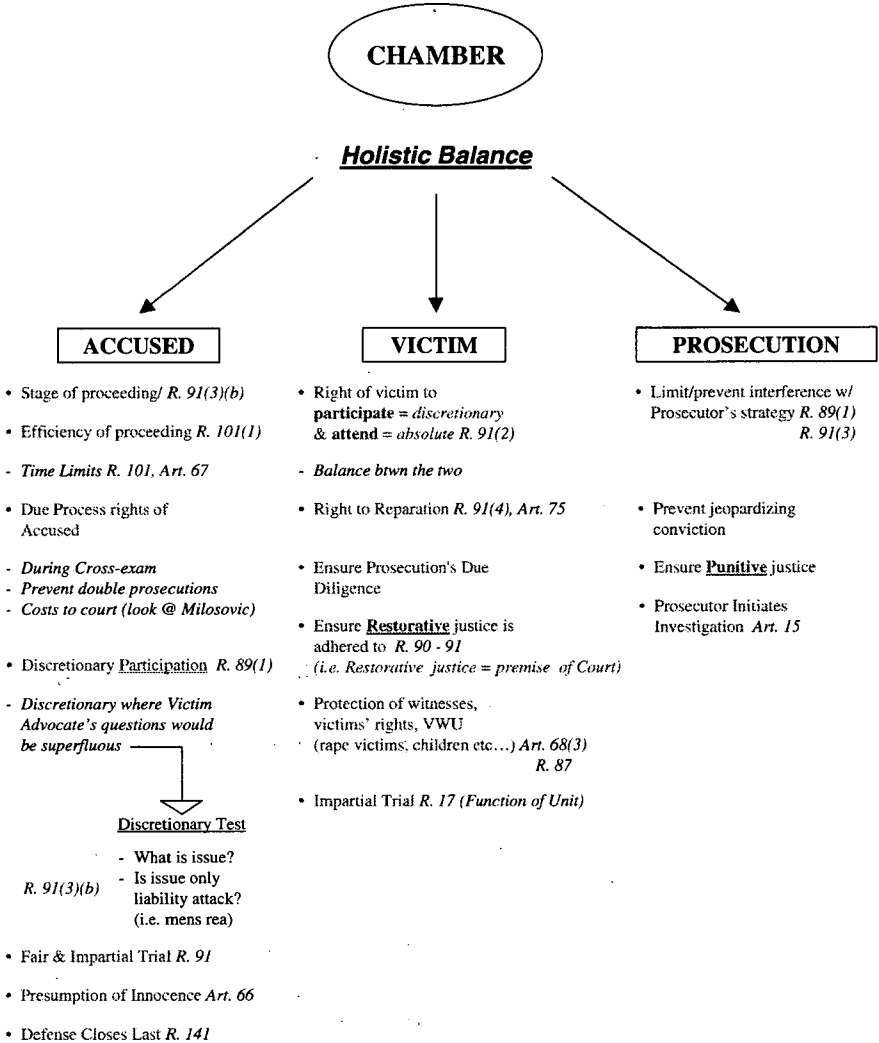 CHAMBER
Holistic Balance
ACCUSED
• Stage of proceeding/ R. 91(3)(b)
• Efficiency of proceeding R. 101(1)
- Time Limits R. 101, Art. 67
• Due Process rights of
Accused
- During Cross-exam
- Prevent double prosecutions
- Costs to court (look @ Milosovic)
• Discretionary Participation R. 89(1)
- Discretionary where Victim
Advocate's questions would
be superfluous
Discretionary Test
- What is issue?
- Is issue only
liability attack?
(i.e. mens rea)
R. 91(3)(b)
• Fair & Impartial Trial R. 91
• Presumption of Innocence Art. 66
• Defense Closes Last R. 141
VICTIM
• Right of victim to
participate = discretionary
& attend = absolute R. 91(2)
- Balance btwn the two
• Right to Reparation R. 91(4), Art. 75
• Ensure Prosecution's Due
Diligence
• Ensure Restorative justice is
adhered to R. 90 - 91
(i.e. Restorative justice = premise of Court)
• Protection of witnesses,
victims' rights, VWU
(rape victims, children etc…) Art. 68(3)
R. 87
• Impartial Trial R. 17 (Function of Unit)
PROSECUTION
• Limit/prevent interference w/
Prosecutor's strategy R. 89(1)
R. 91(3)
• Prevent jeopardizing
conviction
• Ensure Punitive justice
• Prosecutor Initiates
Investigation Art. 15